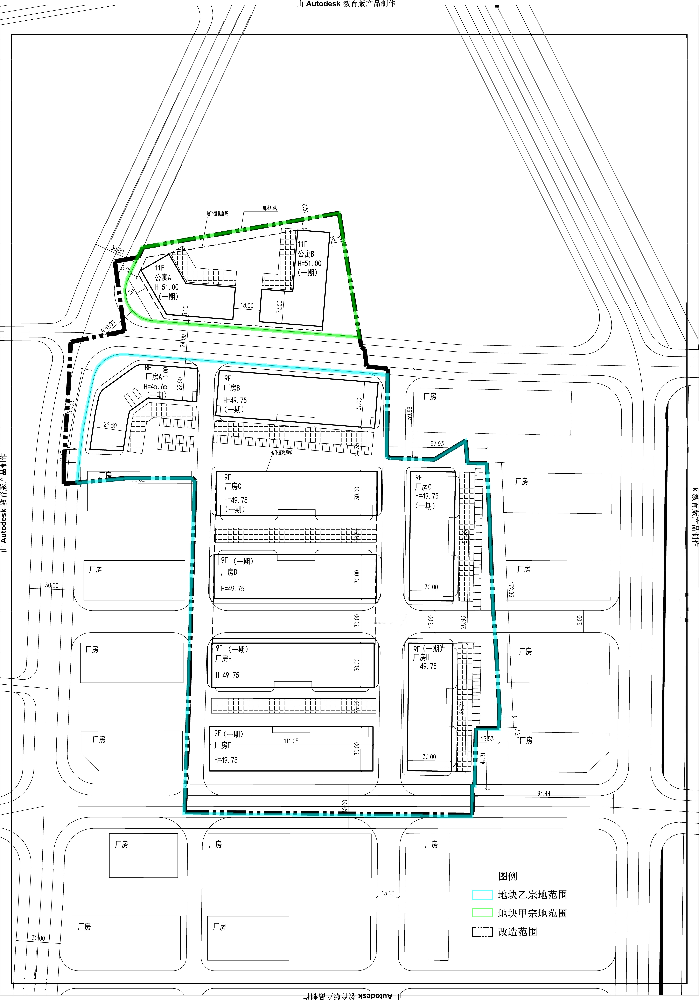 由 Autodesk 教育版产品制作
地下室轮廓线
用地红线
6.51
8.39
30.00
5.00
7.50
R20.00
11F
公寓A
H=51.00
(一期)
11F
公寓B
H=51.00
(一期)
18.00
22.00
5.00
24.00
8F
厂房A
H=45.65
(一期)
6.00
22.50
22.50
54.33
9F
厂房B
H=49.75
(一期)
31.00
29.35
59.88
厂房
67.93
地下室轮廓线
厂房
9F
厂房C
H=49.75
(一期)
30.00
9F
厂房G
H=49.75
(一期)
厂房
26.58
87.55
厂房
9F (一期)
厂房D
H=49.75
30.00
30.00
厂房
172.96
30.00
30.00
15.00
28.93
15.00
厂房
9F (一期)
厂房E
H=49.75
30.00
9F (一期)
厂房H
H=49.75
厂房
26.92
86.74
厂房
9F (一期)
厂房F
H=49.75
111.05
30.00
30.00
7.27
15.53
41.31
厂房
94.44
30.00
厂房
厂房
厂房
15.00
厂房
厂房
30.00
图例
地块乙宗地范围
地块甲宗地范围
改造范围
由 Autodesk 教育版产品制作
k 教育版产品制作
由 Autodesk 教育版产品制作